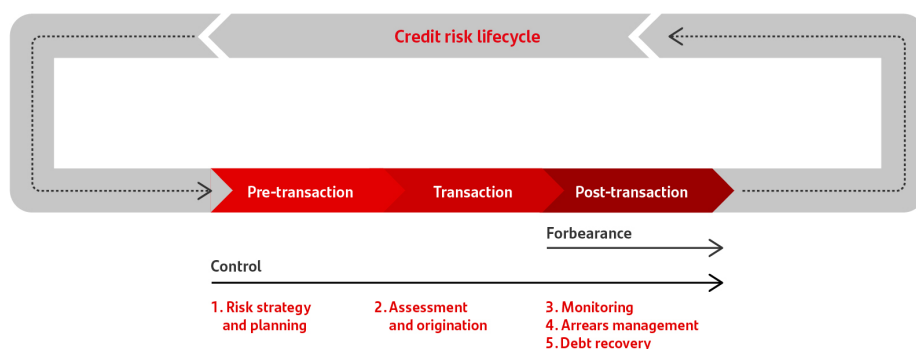 Credit risk lifecycle
Pre-transaction
Transaction
Post-transaction
Forbearance
Control
1. Risk strategy
and planning
2. Assessment
and origination
3. Monitoring
4. Arrears management
5. Debt recovery